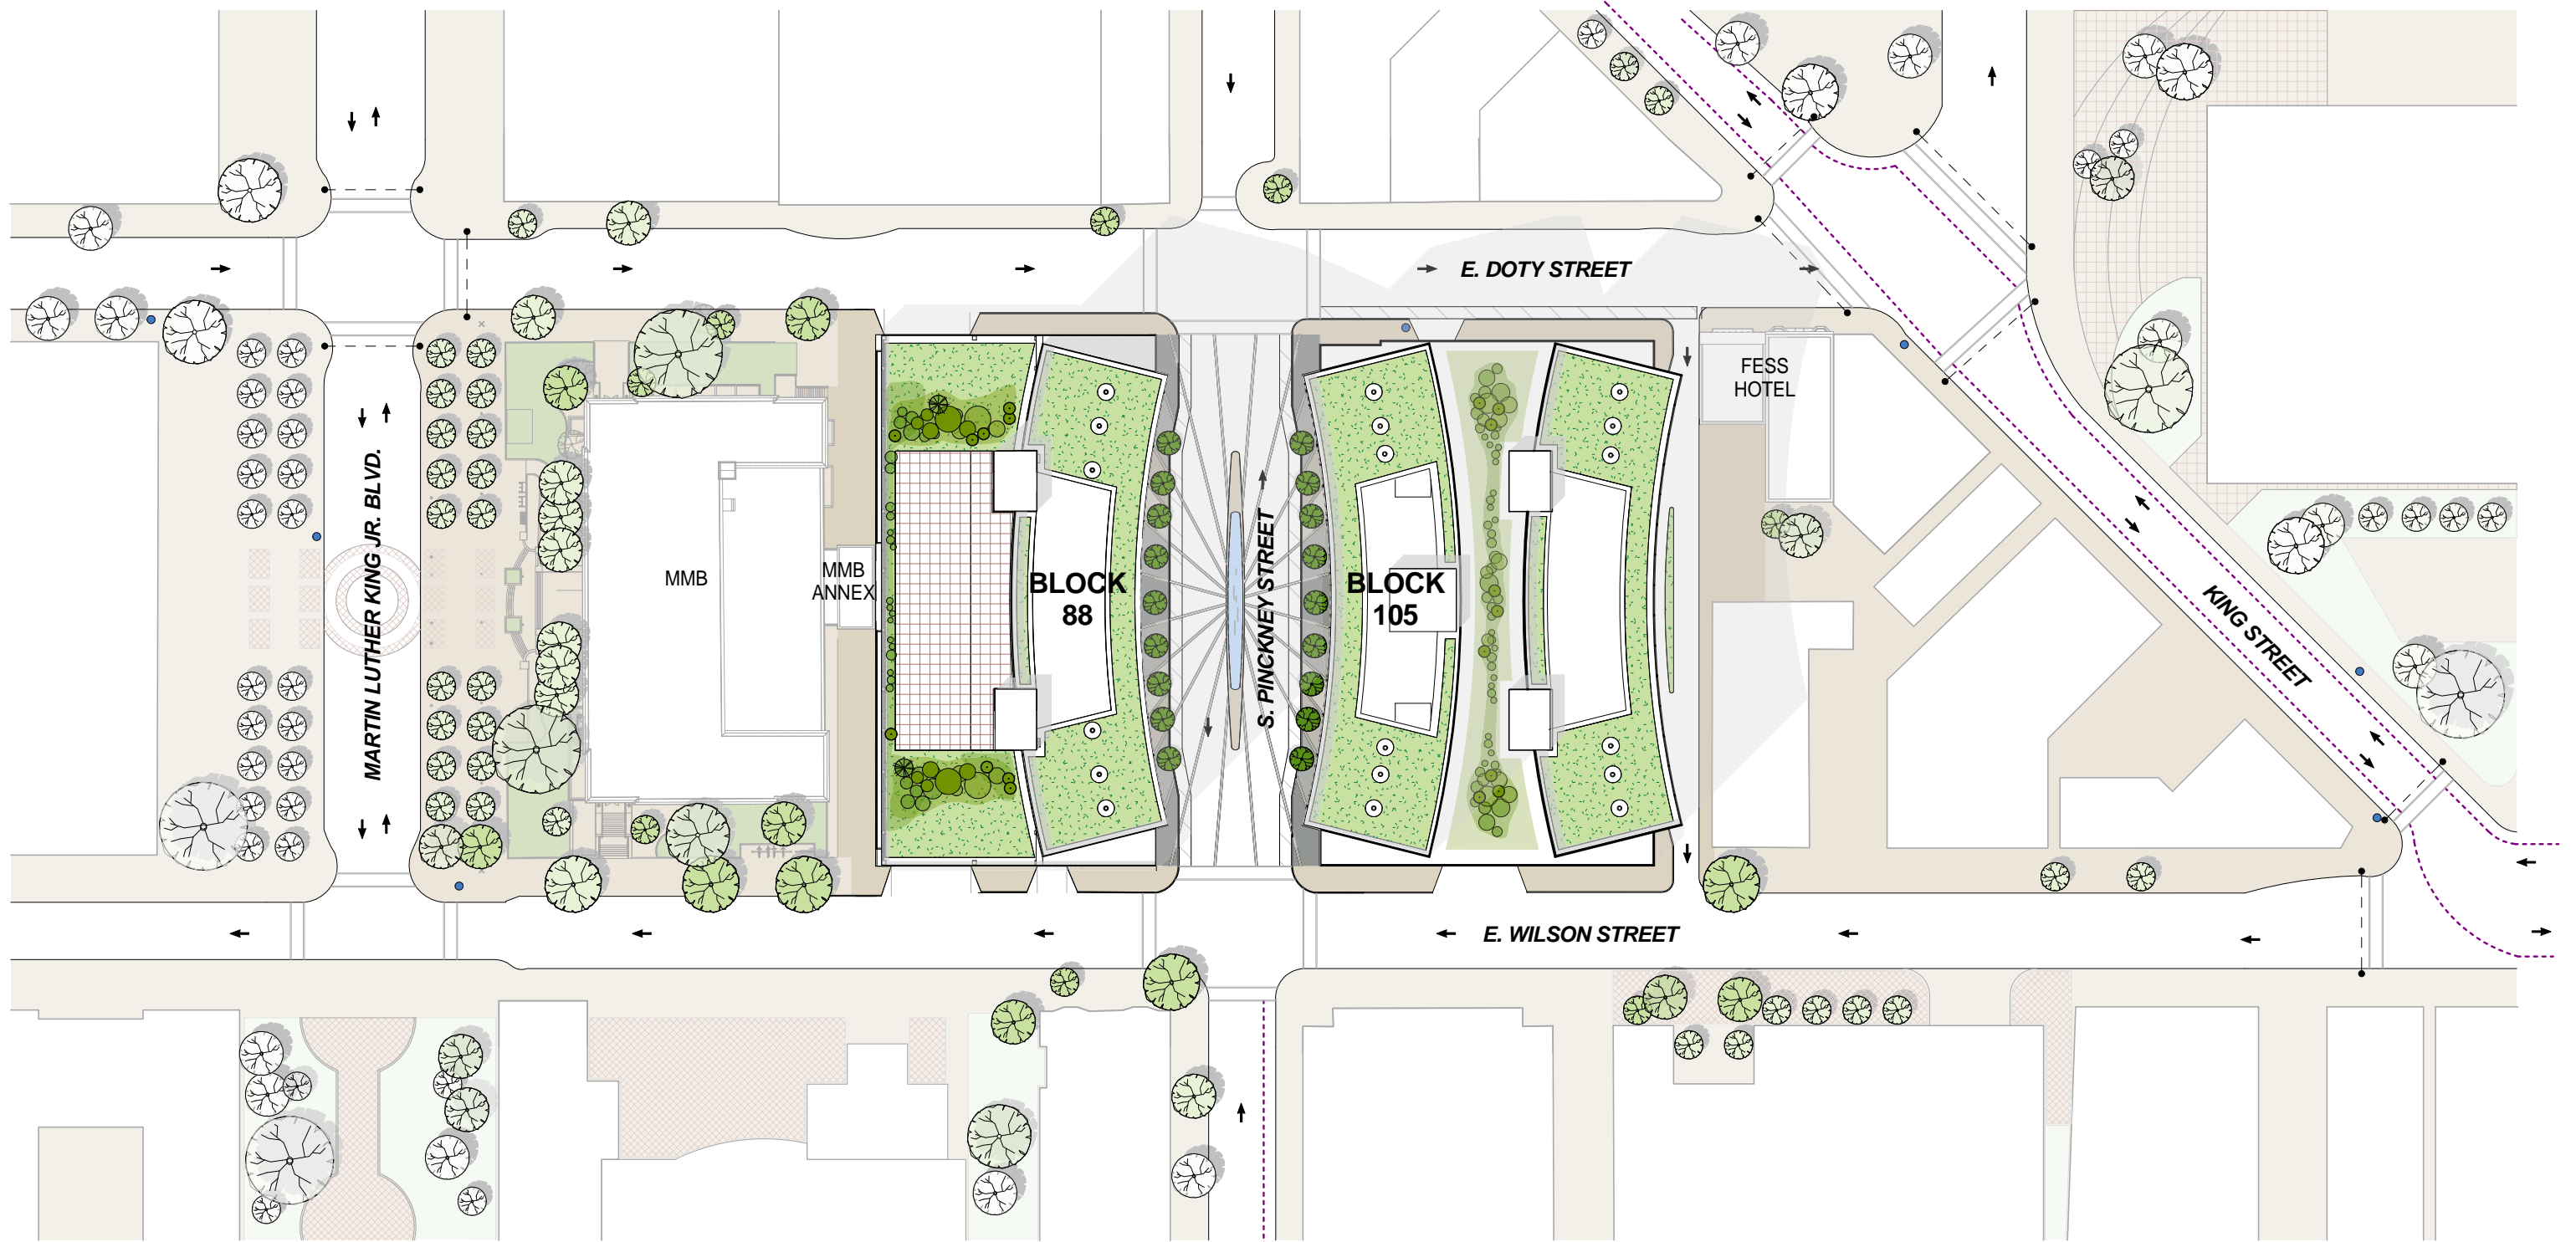 E. DOTY STREET
FESS
HOTEL
MARTIN LUTHER KING JR. BLVD.
MMB
MMB
ANNEX
BLOCK
88
S. PINCKNEY STREET
BLOCK
105
KING STREET
E. WILSON STREET